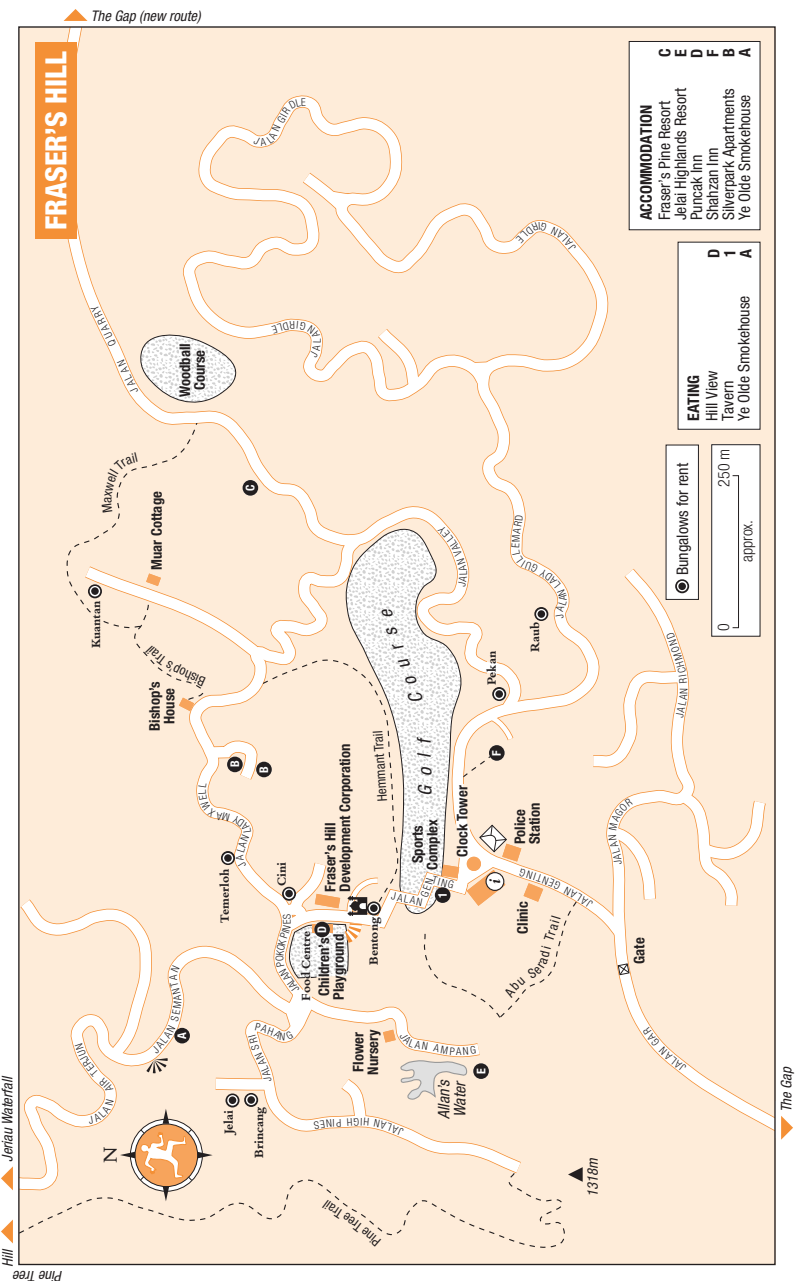 FRASER'S HILL
The Gap (new route)
Jeriau Waterfall
Pine Tree
Hill
The Gap
N
JALAN QUARRY
Woodball
Course
JALAN GIRDLE
JALAN GIRDLE
JALAN GIRDLE
Maxwell Trail
Muar Cottage
Kuantan
Bishop's Trail
Bishop's
House
C
B
B
JALAN LADY MAXWELL
Temerloh
Cini
Fraser's Hill
Development Corporation
Hemmant Trail
Golf Course
JALAN VALLEY
JALAN LADY GUILLEMARD
Raub
Pekan
F
Sports
Complex
Clock Tower
Police
Station
i
1
JALAN GENTING
JALAN GENTING
Clinic
Abu Seradi Trail
Bentong
Food Centre
D
Children's
Playground
JALAN POKOK PINES
JALAN SEMANTAN
A
JALAN AIR TERJUN
JALAN SRI PAHANG
Flower
Nursery
JALAN AMPANG
Allan's
Water
E
Jelai
Brincang
JALAN HIGH PINES
Pine Tree Trail
1318m
Gate
JALAN GAR
JALAN MAGOR
JALAN RICHMOND
ACCOMMODATION
Fraser's Pine Resort C
Jelai Highlands Resort E
Puncak Inn D
Shahzan Inn F
Silverpark Apartments B
Ye Olde Smokehouse A
EATING
Hill View D
Tavern 1
Ye Olde Smokehouse A
Bungalows for rent
0 250 m
approx.